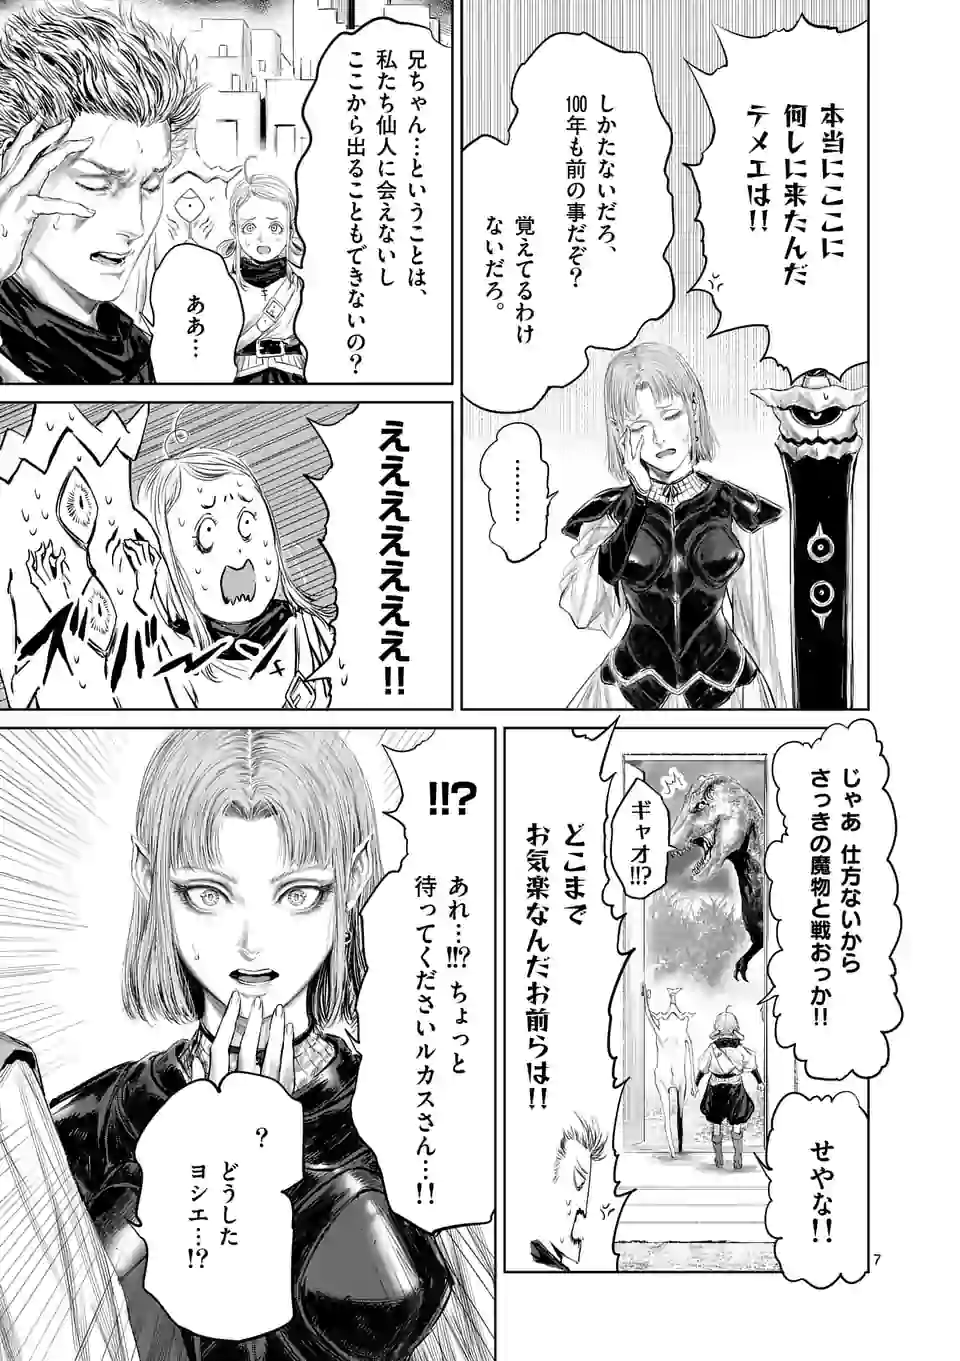 本当にここに
何しに来たんだ
テメエは!!
しかたないだろ、
100年も前の事だぞ？
覚えてるわけ
ないだろ。
………
兄ちゃん…ということは、
私たち仙人に会えないし
ここから出ることもできないの？
ああ…
えええええええ!!
じゃあ 仕方ないから
さっきの魔物と戦おっか!!
せやな!!
ギャオ!!?
どこまで
お気楽なんだお前らは!!
!!?
あれ…!!?ちょっと
待ってくださいルカスさん…!!
？
どうした
ヨシエ…!?
7